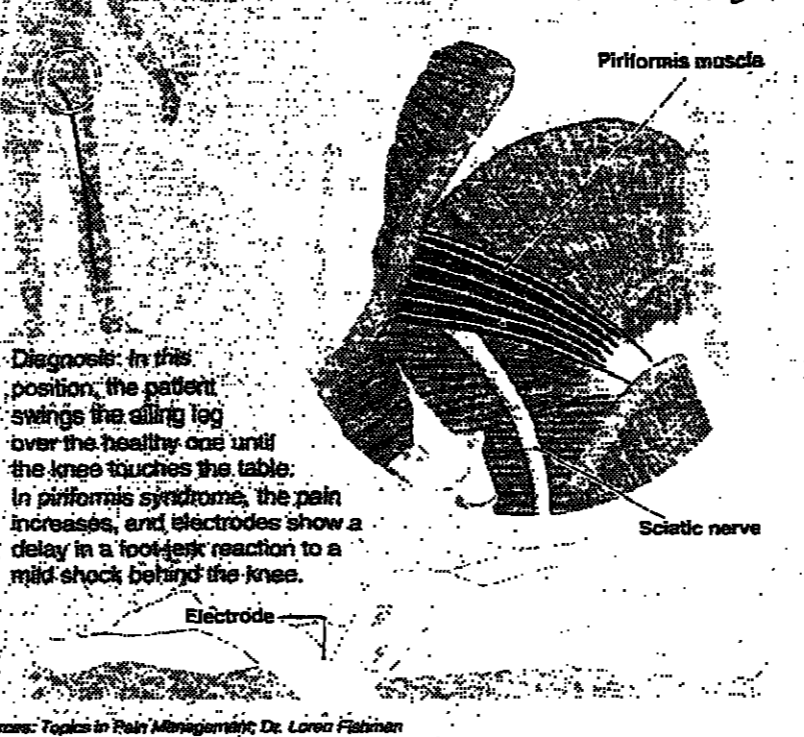 Piriformis muscle
Diagnosis: In this
position, the patient
swings the ailing leg
over the healthy one until
the knee touches the table.
In piriformis syndrome, the pain
increases, and electrodes show a
delay in a foot-jerk reaction to a
mild shock behind the knee.
Sciatic nerve
Electrode
Topics in Pain Management; Dr. Loren Fishman